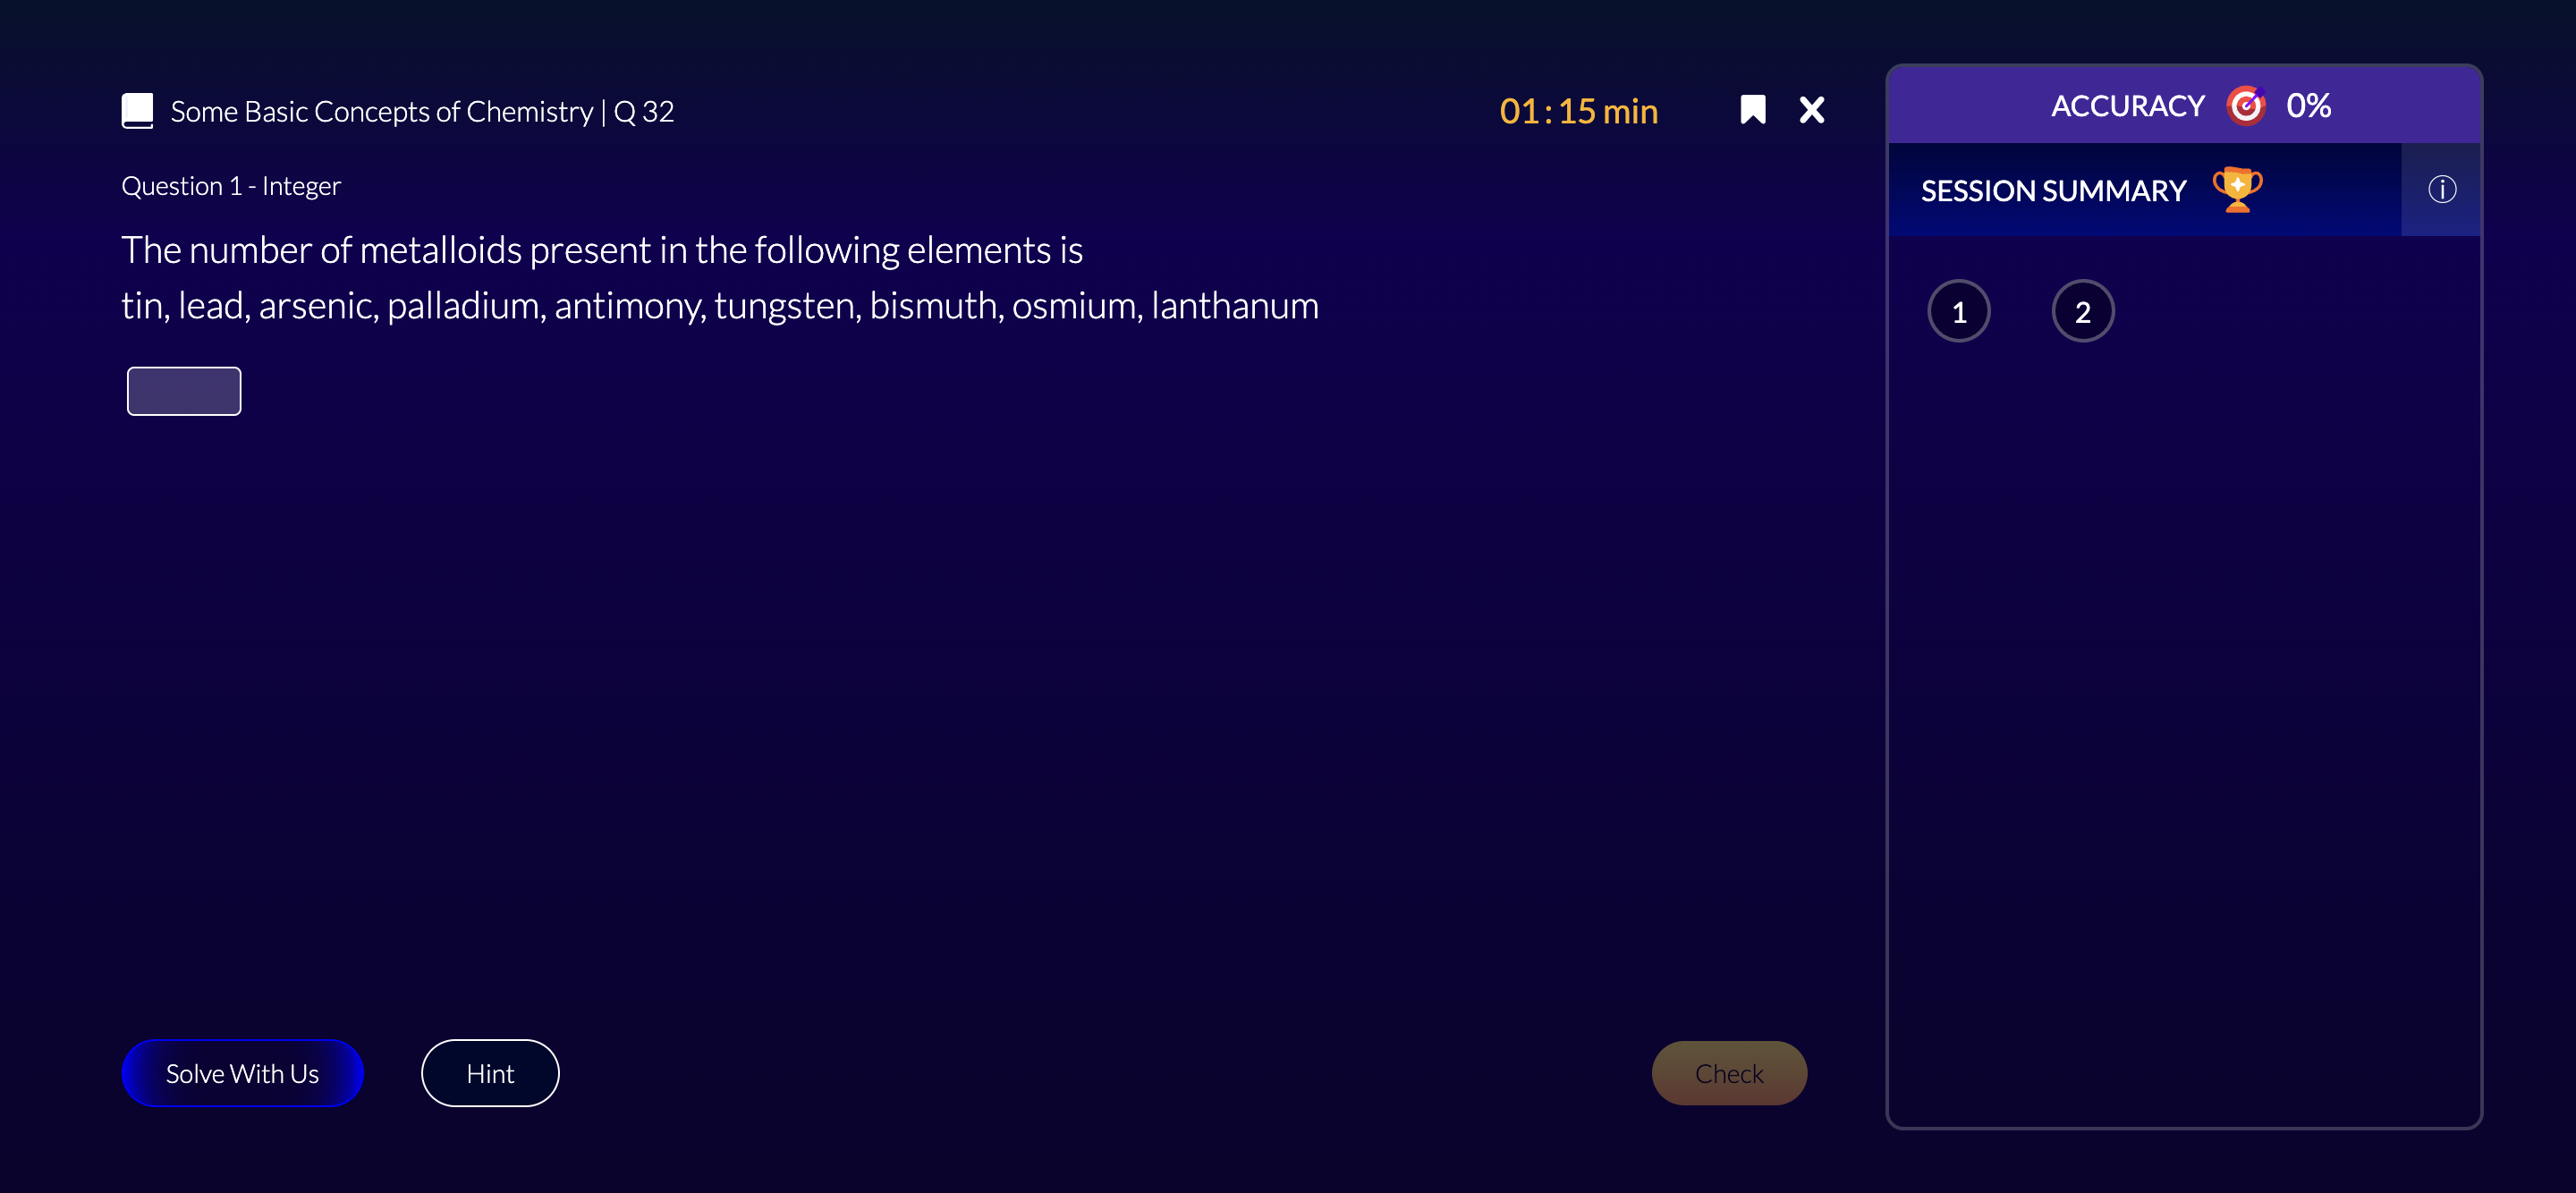 Some Basic Concepts of Chemistry | Q 32
01 : 15 min
Question 1 - Integer
The number of metalloids present in the following elements is
tin, lead, arsenic, palladium, antimony, tungsten, bismuth, osmium, lanthanum
Solve With Us
Hint
Check
ACCURACY 0%
SESSION SUMMARY
1 2